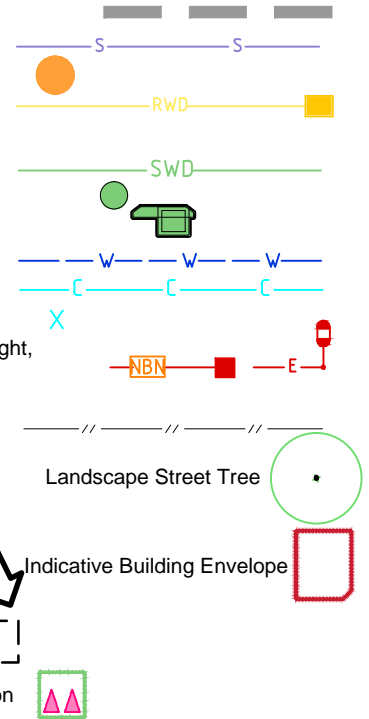 S S
RWD
SWD
W W W
C C C
X
ght,
NBN E
// // //
Landscape Street Tree
Indicative Building Envelope
on